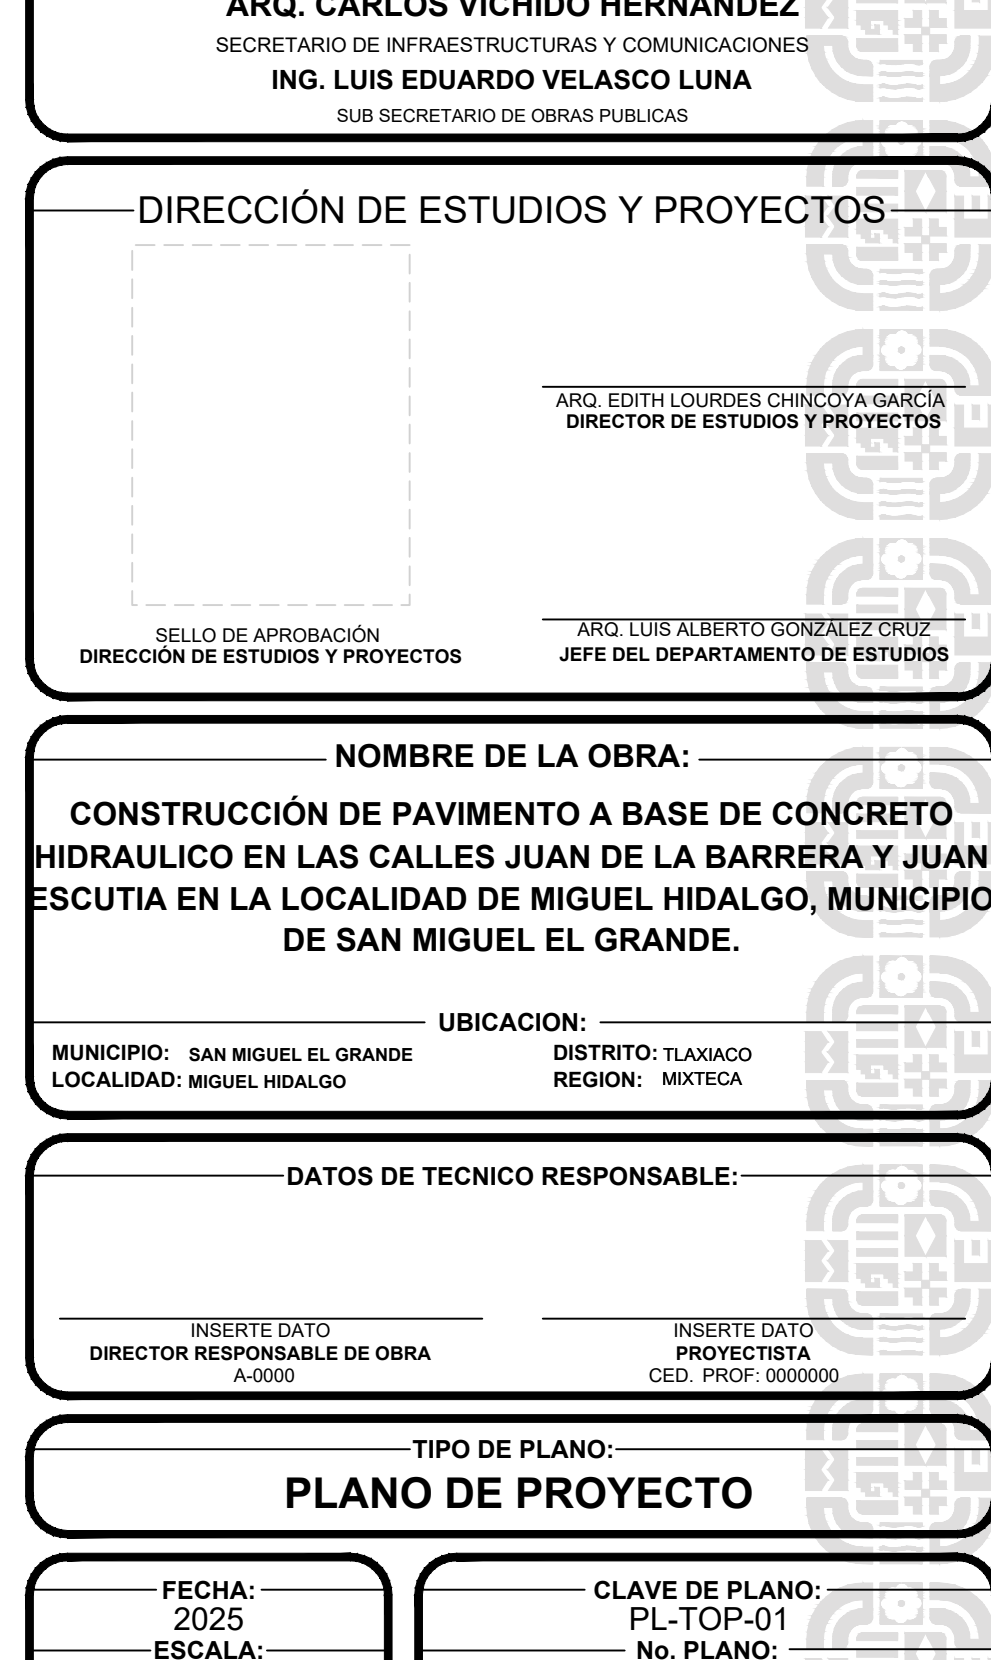 ARQ. CARLOS VICHIDO HERNÁNDEZ
SECRETARIO DE INFRAESTRUCTURAS Y COMUNICACIONES
ING. LUIS EDUARDO VELASCO LUNA
SUB SECRETARIO DE OBRAS PUBLICAS
DIRECCIÓN DE ESTUDIOS Y PROYECTOS
ARQ. EDITH LOURDES CHINCOYA GARCÍA
DIRECTOR DE ESTUDIOS Y PROYECTOS
SELLO DE APROBACIÓN
DIRECCIÓN DE ESTUDIOS Y PROYECTOS
ARQ. LUIS ALBERTO GONZÁLEZ CRUZ
JEFE DEL DEPARTAMENTO DE ESTUDIOS
NOMBRE DE LA OBRA:
CONSTRUCCIÓN DE PAVIMENTO A BASE DE CONCRETO
HIDRAULICO EN LAS CALLES JUAN DE LA BARRERA Y JUAN
ESCUTIA EN LA LOCALIDAD DE MIGUEL HIDALGO, MUNICIPIO
DE SAN MIGUEL EL GRANDE.
UBICACION:
MUNICIPIO: SAN MIGUEL EL GRANDE
LOCALIDAD: MIGUEL HIDALGO
DISTRITO: TLAXIACO
REGION: MIXTECA
DATOS DE TECNICO RESPONSABLE:
INSERTE DATO
DIRECTOR RESPONSABLE DE OBRA
A-0000
INSERTE DATO
PROYECTISTA
CED. PROF: 0000000
TIPO DE PLANO:
PLANO DE PROYECTO
FECHA:
2025
ESCALA:
CLAVE DE PLANO:
PL-TOP-01
No. PLANO: